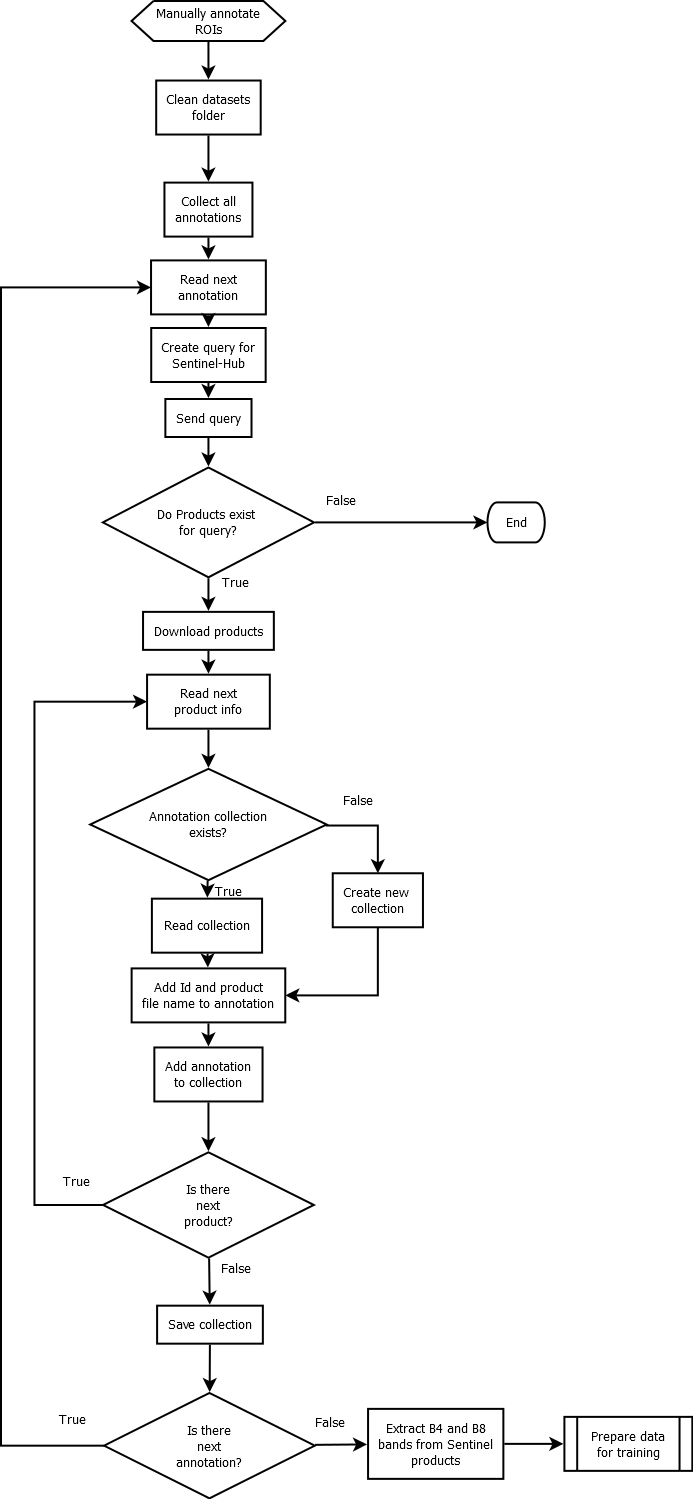 Manually annotate
ROIs
Clean datasets
folder
Collect all
annotations
Read next
annotation
Create query for
Sentinel-Hub
Send query
Do Products exist
for query?
False
End
True
Download products
Read next
product info
Annotation collection
exists?
False
True
Create new
collection
Read collection
Add Id and product
file name to annotation
Add annotation
to collection
Is there
next
product?
True
False
Save collection
Is there
next
annotation?
True
False
Extract B4 and B8
bands from Sentinel
products
Prepare data
for training